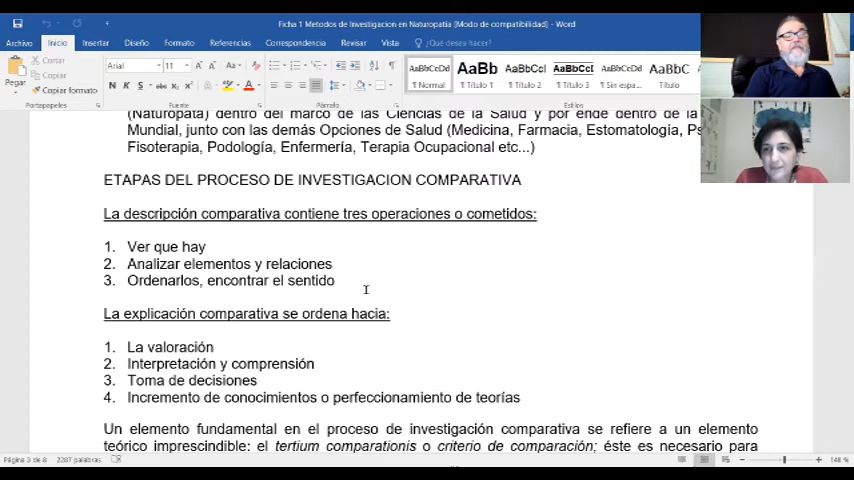 Ficha 1 Metodos de Investigacion en Naturopatia [Modo de compatibilidad] - Word
Archivo Inicio Insertar Diseño Formato Referencias Correspondencia Revisar Vista ¿Qué desea hacer?
Pegar
Cortar
Copiar
Copiar formato
Portapapeles
Arial 11
N K S abc x₂ x²
Fuente
Párrafo
AaBbCcDd AaBb AaBbCcI AaBbCcI AaBbCcDd AaBbC
¶ Normal ¶ Título 1 ¶ Título 2 ¶ Título 3 ¶ Sin espa... ¶ Título
Estilos
(Naturópata) dentro del marco de las Ciencias de la Salud y por ende dentro de la
Mundial, junto con las demás Opciones de Salud (Medicina, Farmacia, Estomatología, Ps
Fisoterapia, Podología, Enfermería, Terapia Ocupacional etc...)
ETAPAS DEL PROCESO DE INVESTIGACION COMPARATIVA
La descripción comparativa contiene tres operaciones o cometidos:
1. Ver que hay
2. Analizar elementos y relaciones
3. Ordenarlos, encontrar el sentido
La explicación comparativa se ordena hacia:
1. La valoración
2. Interpretación y comprensión
3. Toma de decisiones
4. Incremento de conocimientos o perfeccionamiento de teorías
Un elemento fundamental en el proceso de investigación comparativa se refiere a un elemento
teórico imprescindible: el tertium comparationis o criterio de comparación; éste es necesario para
Página 3 de 8 2287 palabras 148 %